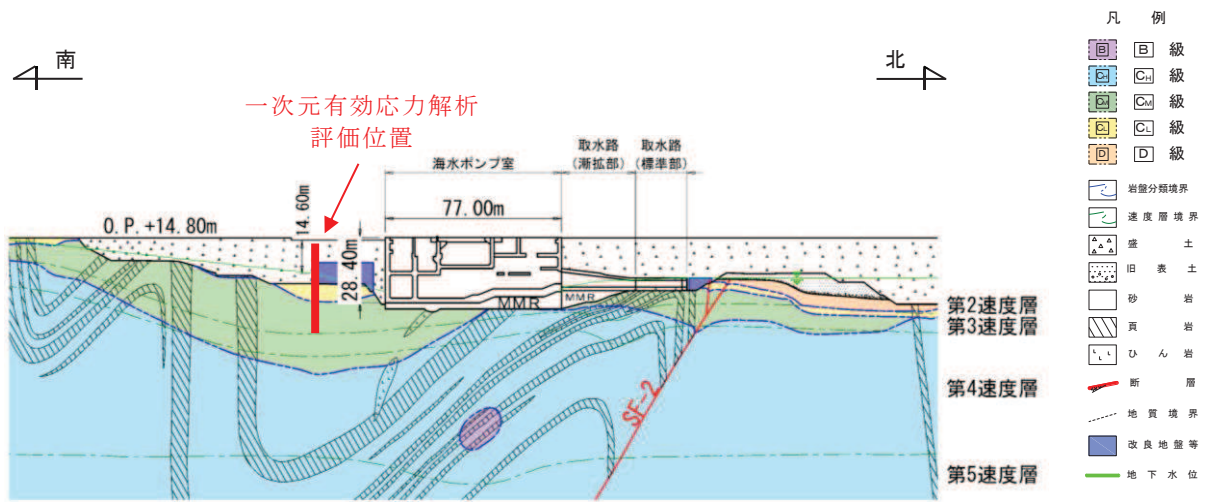 南
北
一次元有効応力解析
評価位置
海水ポンプ室
取水路
(漸拡部)
取水路
(標準部)
77.00m
14.60m
28.40m
O.P.+14.80m
MMR
MMR
SF-2
第2速度層
第3速度層
第4速度層
第5速度層
凡 例
B B 級
CH CH 級
CM CM 級
CL CL 級
D D 級
岩盤分類境界
速度層境界
盛 土
旧 表 土
砂 岩
頁 岩
ひ ん 岩
断 層
地 質 境 界
改 良 地 盤 等
地 下 水 位